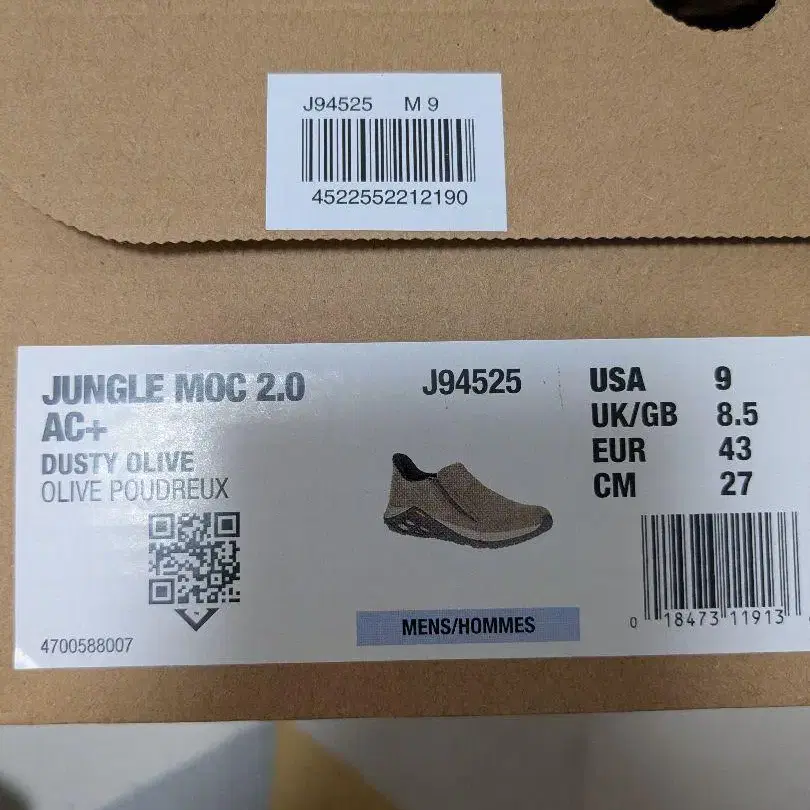 J94525 M 9
4522552212190
JUNGLE MOC 2.0
AC+
DUSTY OLIVE
OLIVE POUDREUX
4700588007
J94525
MENS/HOMMES
USA 9
UK/GB 8.5
EUR 43
CM 27
0 18473 11913